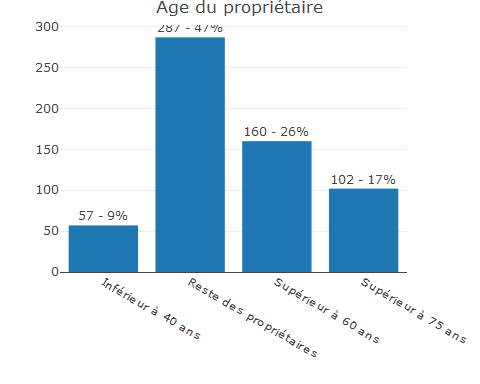 Age du propriétaire
300
250
200
150
100
50
0
57 - 9%
287 - 47%
160 - 26%
102 - 17%
Inférieur à 40 ans
Reste des propriétaires
Supérieur à 60 ans
Supérieur à 75 ans